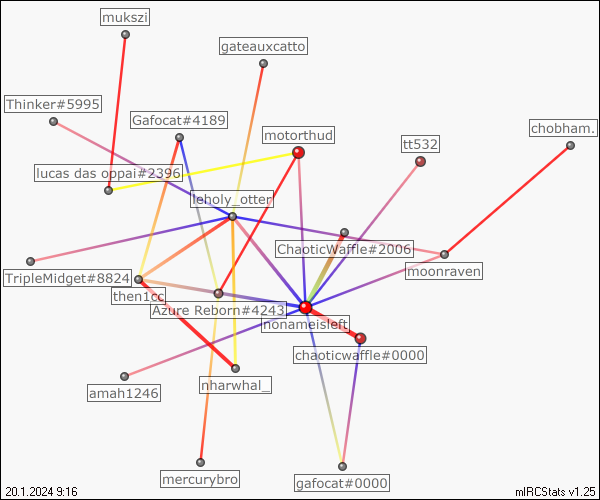 mukszi
gateauxcatto
Thinker#5995
Gafocat#4189
chobham.
motorthud
tt532
lucas das oppai#2396
leholy_otter
ChaoticWaffle#2006
moonraven
TripleMidget#8824
then1cc
Azure Reborn#4243
nonameisleft
chaoticwaffle#0000
amah1246
nharwhal_
mercurybro
gafocat#0000
20.1.2024 9:16
mIRCStats v1.25